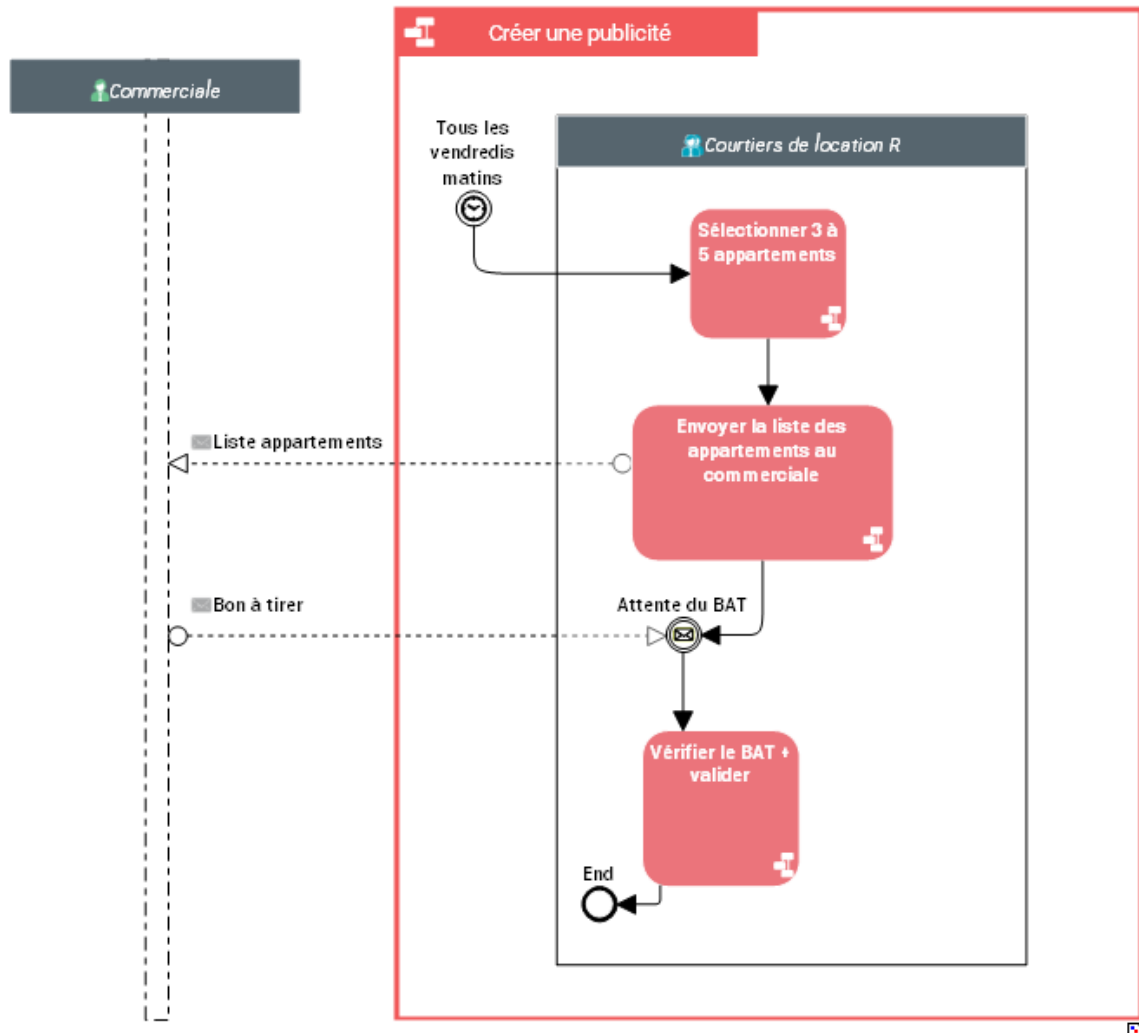 Créer une publicité
Commerciale
Tous les
vendredis
matins
Courtiers de location R
Sélectionner 3 à
5 appartements
Envoyer la liste des
appartements au
commerciale
Liste appartements
Bon à tirer
Attente du BAT
Vérifier le BAT +
valider
End